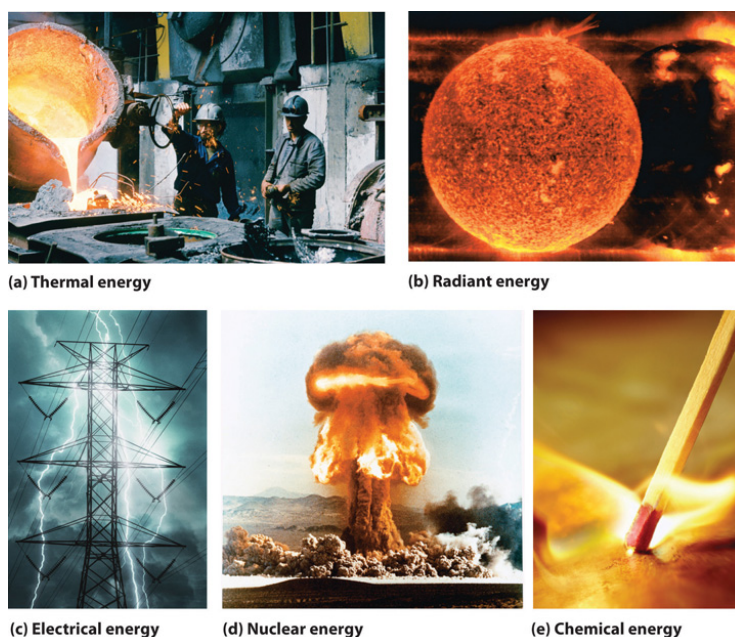 (a) Thermal energy
(b) Radiant energy
(c) Electrical energy
(d) Nuclear energy
(e) Chemical energy